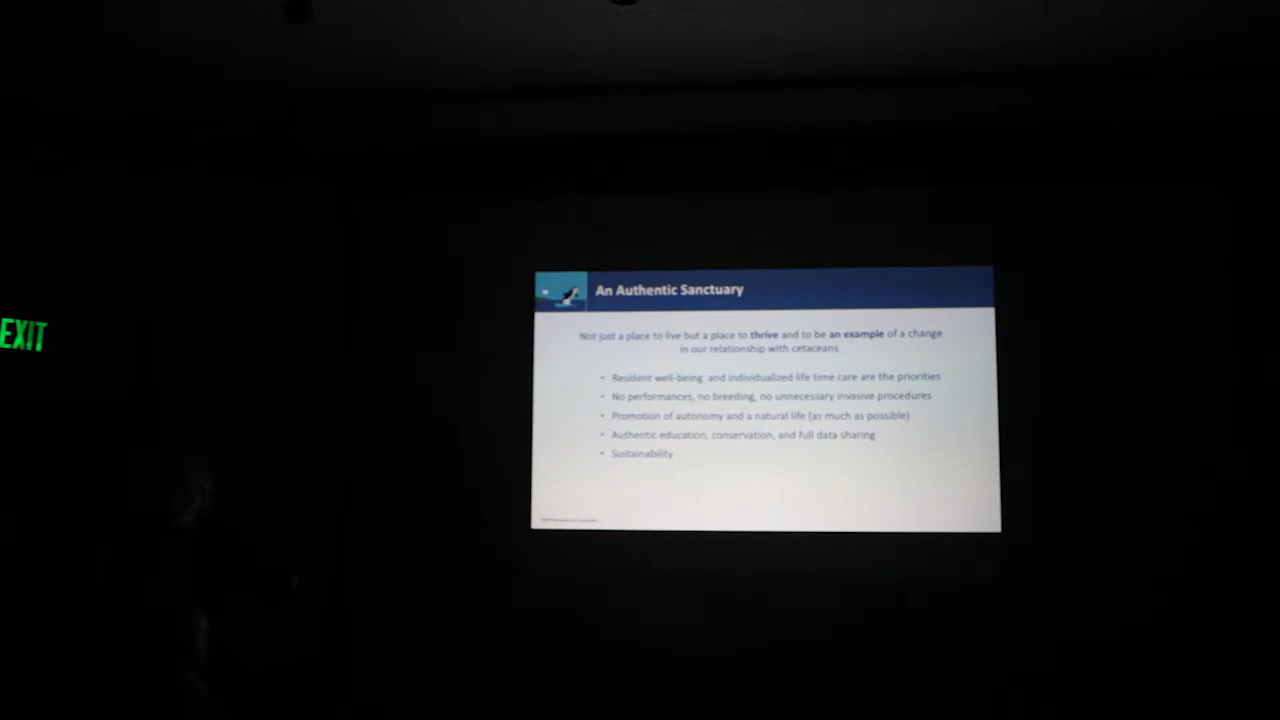 EXIT
An Authentic Sanctuary
Not just a place to live but a place to thrive and to be an example of a change
in our relationship with cetaceans
• Resident well-being and individualized life time care are the priorities
• No performances, no breeding, no unnecessary invasive procedures
• Promotion of autonomy and a natural life (as much as possible)
• Authentic education, conservation, and full data sharing
• Sustainability